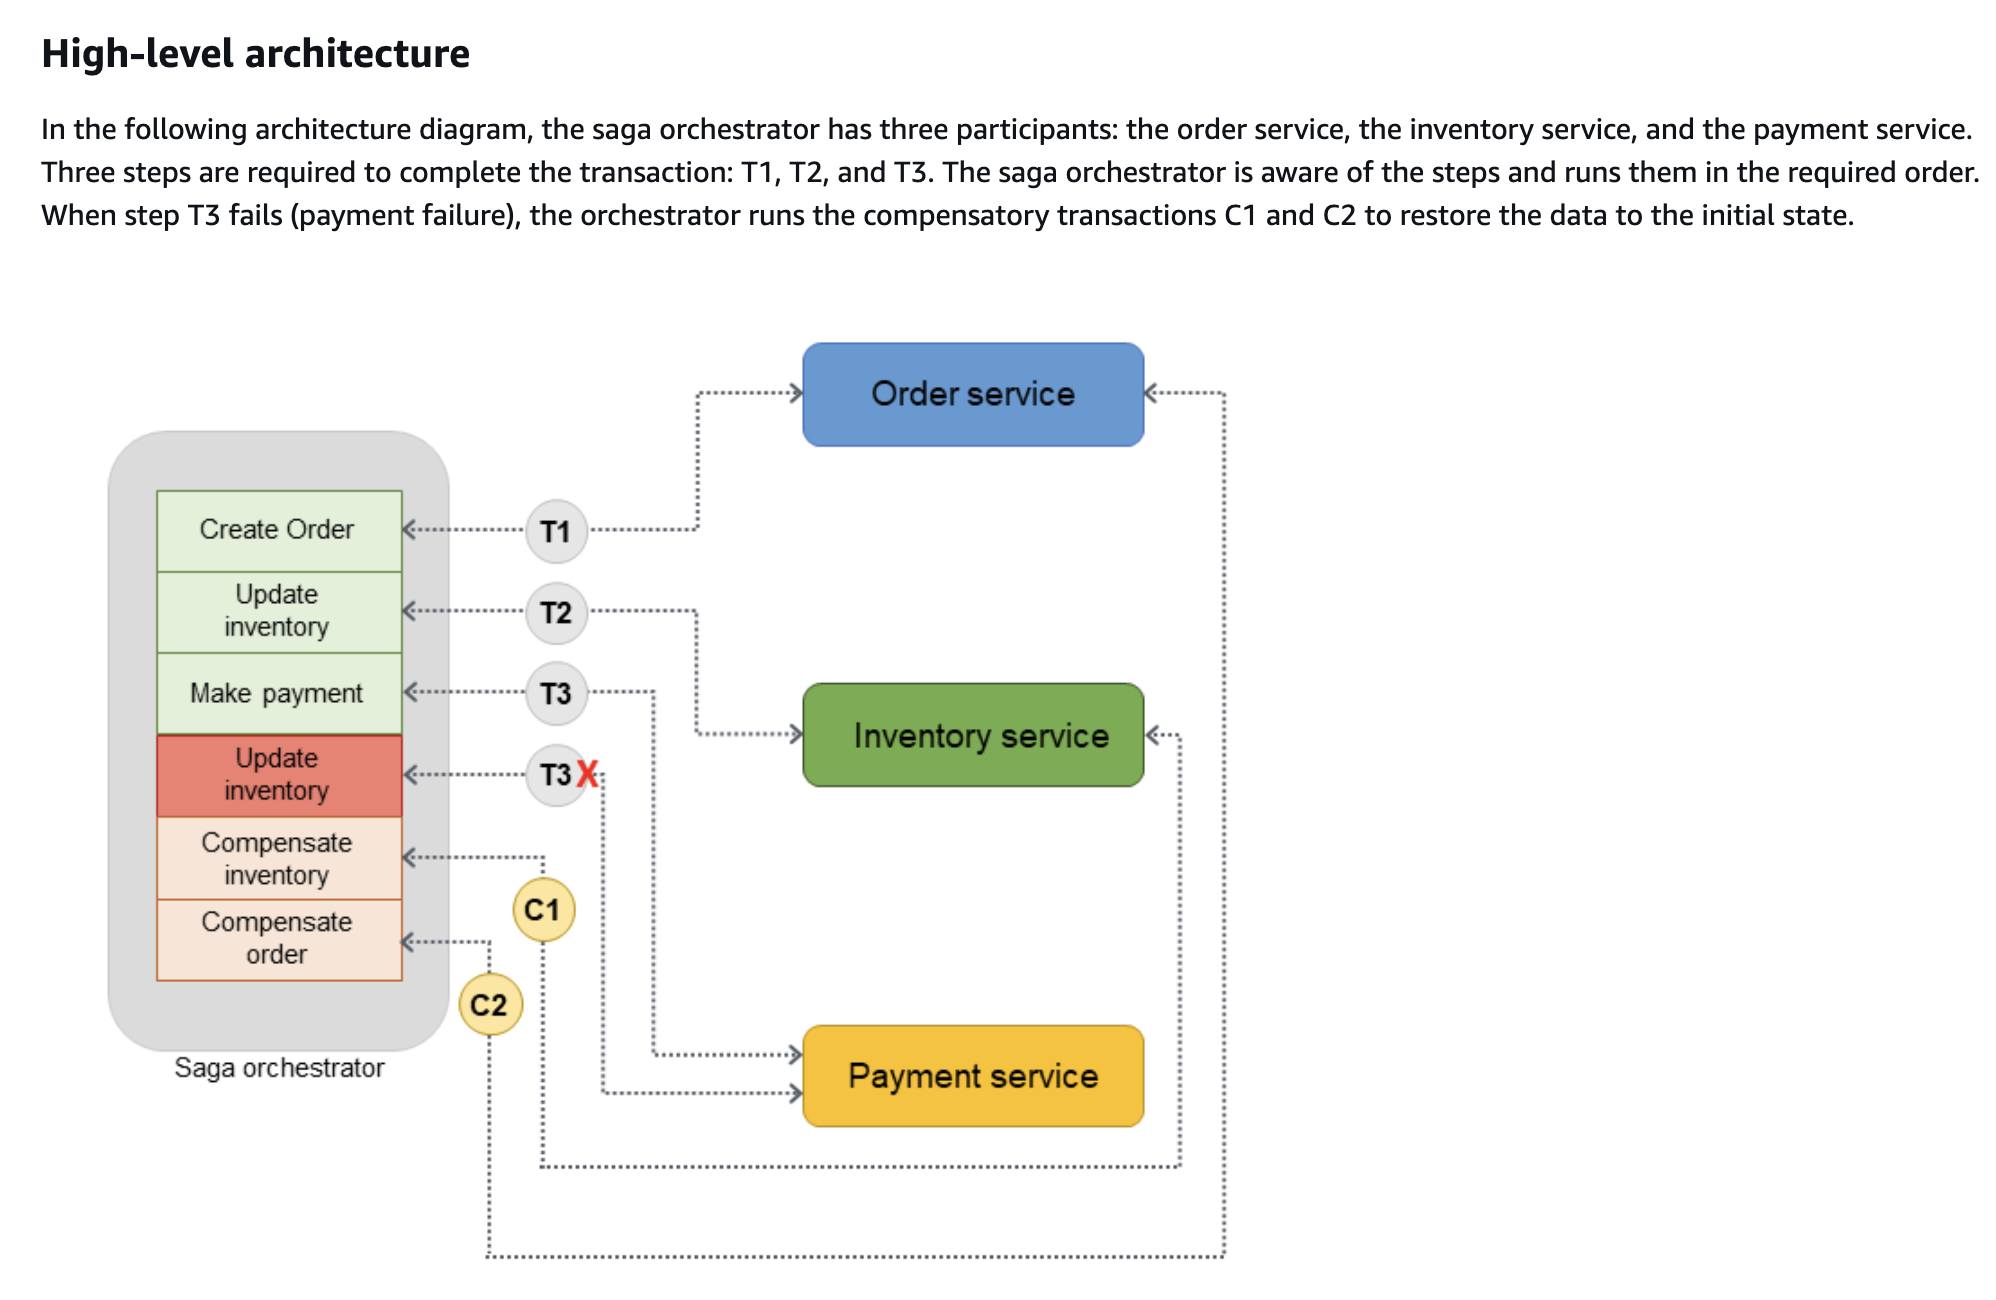 High-level architecture
In the following architecture diagram, the saga orchestrator has three participants: the order service, the inventory service, and the payment service.
Three steps are required to complete the transaction: T1, T2, and T3. The saga orchestrator is aware of the steps and runs them in the required order.
When step T3 fails (payment failure), the orchestrator runs the compensatory transactions C1 and C2 to restore the data to the initial state.
Order service
Create Order
T1
Update
inventory
T2
Make payment
T3
Inventory service
Update
inventory
T3 X
Compensate
inventory
C1
Compensate
order
C2
Saga orchestrator
Payment service